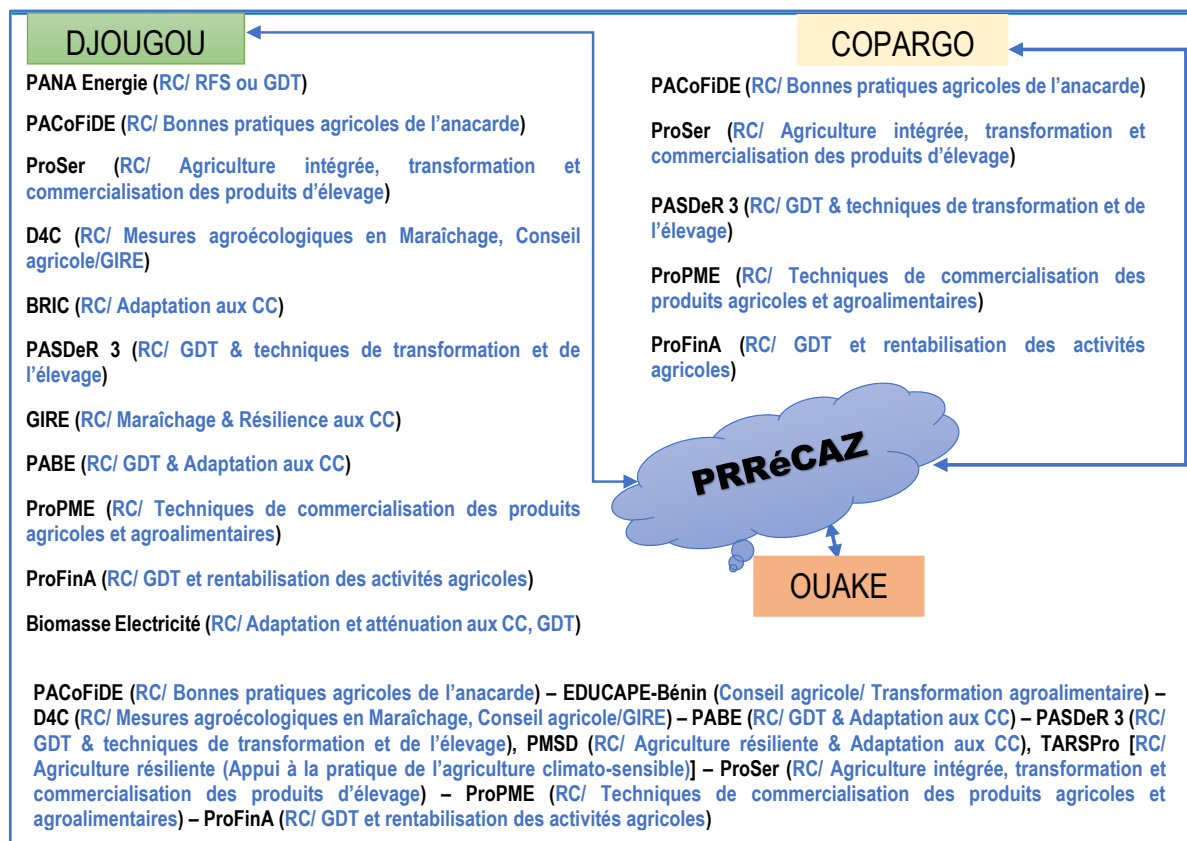 DJOUGOU
PANA Energie (RC/ RFS ou GDT)
PACoFiDE (RC/ Bonnes pratiques agricoles de l'anacarde)
ProSer (RC/ Agriculture intégrée, transformation et
commercialisation des produits d'élevage)
D4C (RC/ Mesures agroécologiques en Maraîchage, Conseil
agricole/GIRE)
BRIC (RC/ Adaptation aux CC)
PASDeR 3 (RC/ GDT & techniques de transformation et de
l'élevage)
GIRE (RC/ Maraîchage & Résilience aux CC)
PABE (RC/ GDT & Adaptation aux CC)
ProPME (RC/ Techniques de commercialisation des produits
agricoles et agroalimentaires)
ProFinA (RC/ GDT et rentabilisation des activités agricoles)
Biomasse Electricité (RC/ Adaptation et atténuation aux CC, GDT)
COPARGO
PACoFiDE (RC/ Bonnes pratiques agricoles de l'anacarde)
ProSer (RC/ Agriculture intégrée, transformation et
commercialisation des produits d'élevage)
PASDeR 3 (RC/ GDT & techniques de transformation et de
l'élevage)
ProPME (RC/ Techniques de commercialisation des
produits agricoles et agroalimentaires)
ProFinA (RC/ GDT et rentabilisation des activités
agricoles)
PRRéCAZ
OUAKE
PACoFiDE (RC/ Bonnes pratiques agricoles de l'anacarde) – EDUCAPE-Bénin (Conseil agricole/ Transformation agroalimentaire) –
D4C (RC/ Mesures agroécologiques en Maraîchage, Conseil agricole/GIRE) – PABE (RC/ GDT & Adaptation aux CC) – PASDeR 3 (RC/
GDT & techniques de transformation et de l'élevage), PMSD (RC/ Agriculture résiliente & Adaptation aux CC), TARSPro [RC/
Agriculture résiliente (Appui à la pratique de l'agriculture climato-sensible)] – ProSer (RC/ Agriculture intégrée, transformation et
commercialisation des produits d'élevage) – ProPME (RC/ Techniques de commercialisation des produits agricoles et
agroalimentaires) – ProFinA (RC/ GDT et rentabilisation des activités agricoles)